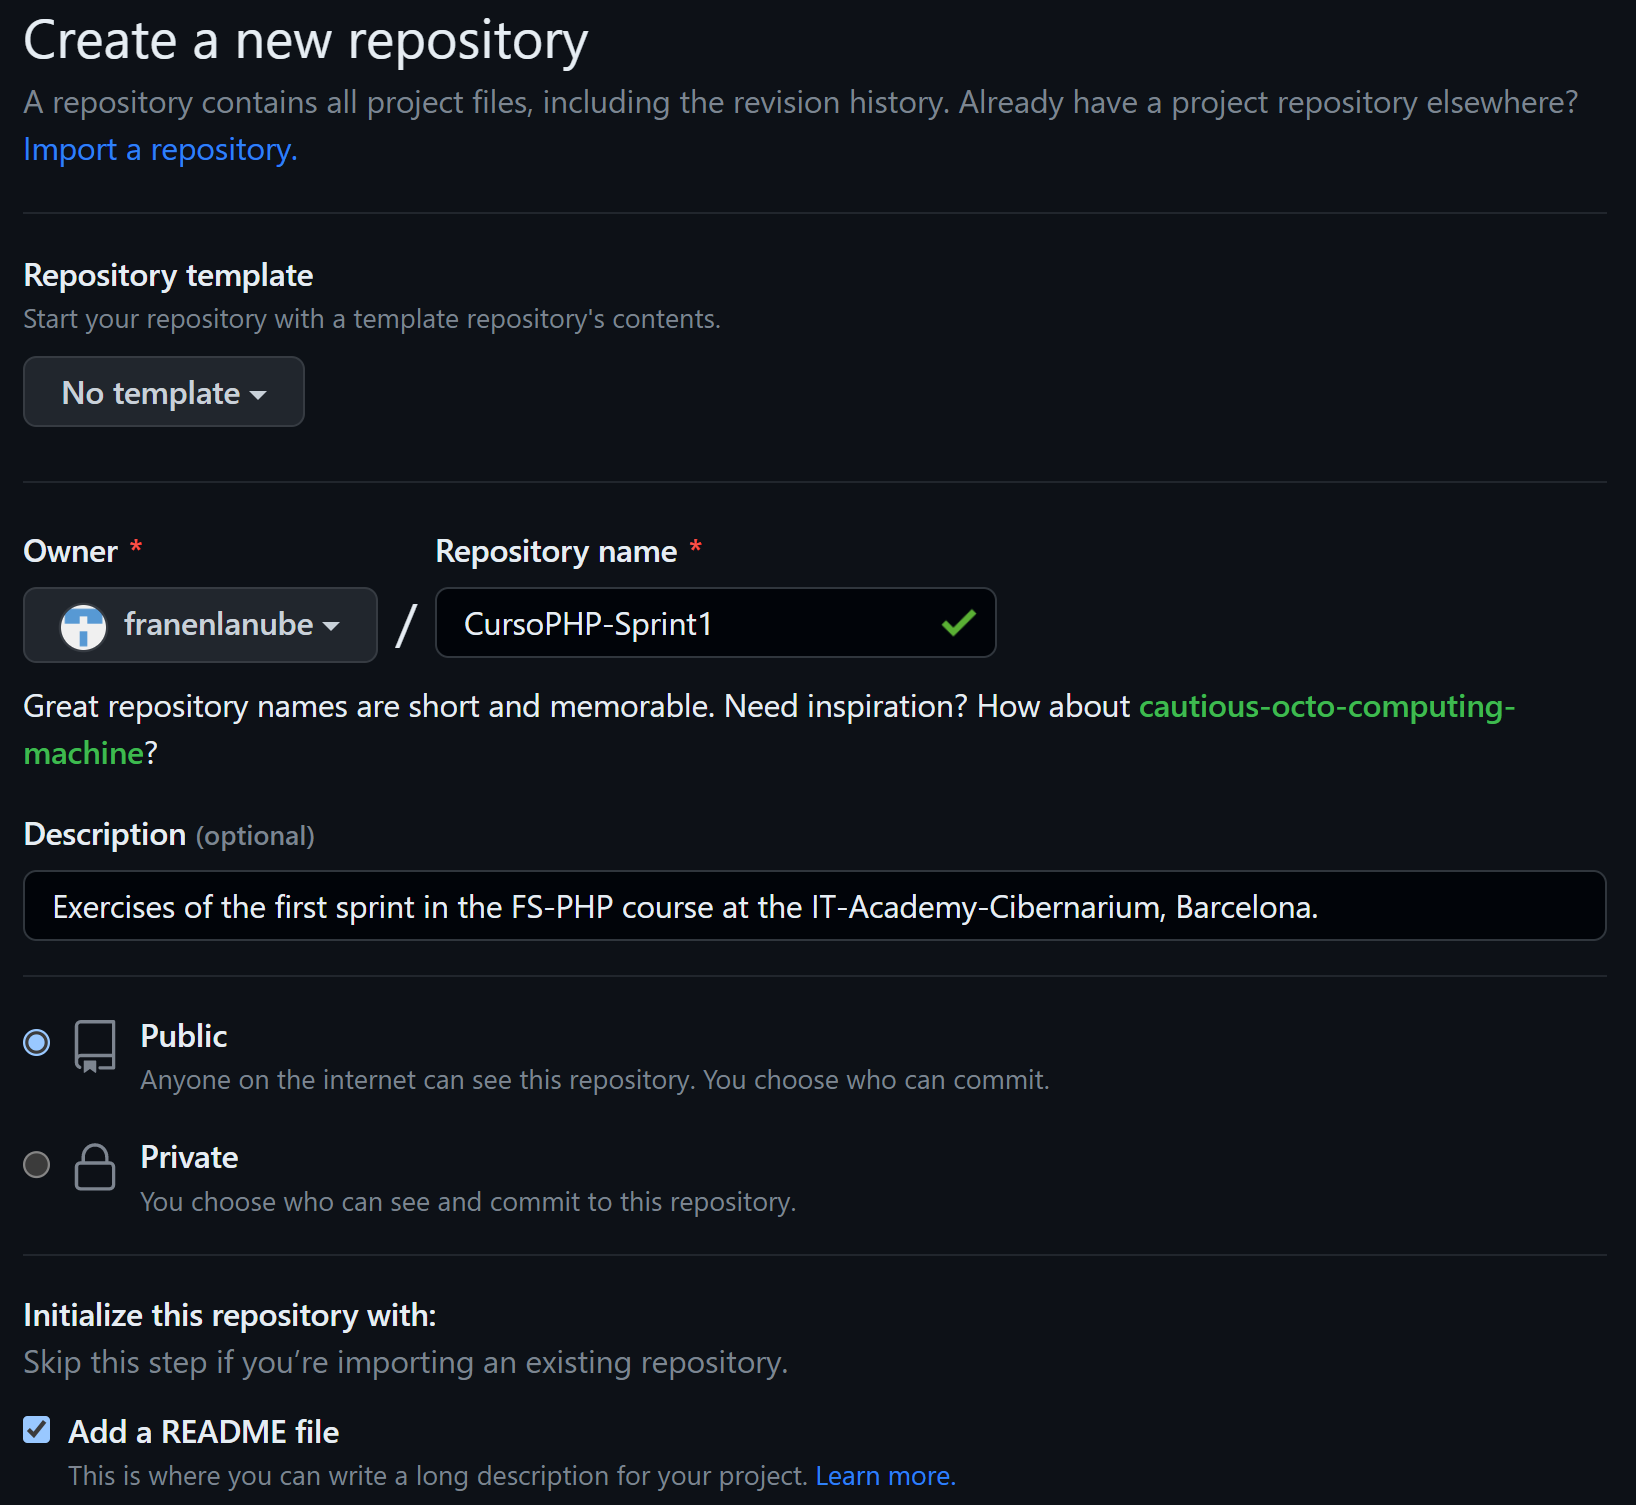 Create a new repository
A repository contains all project files, including the revision history. Already have a project repository elsewhere?
Import a repository.
Repository template
Start your repository with a template repository's contents.
No template
Owner *
Repository name *
franenlanube
/
CursoPHP-Sprint1
Great repository names are short and memorable. Need inspiration? How about cautious-octo-computing-
machine?
Description (optional)
Exercises of the first sprint in the FS-PHP course at the IT-Academy-Cibernarium, Barcelona.
Public
Anyone on the internet can see this repository. You choose who can commit.
Private
You choose who can see and commit to this repository.
Initialize this repository with:
Skip this step if you’re importing an existing repository.
Add a README file
This is where you can write a long description for your project. Learn more.